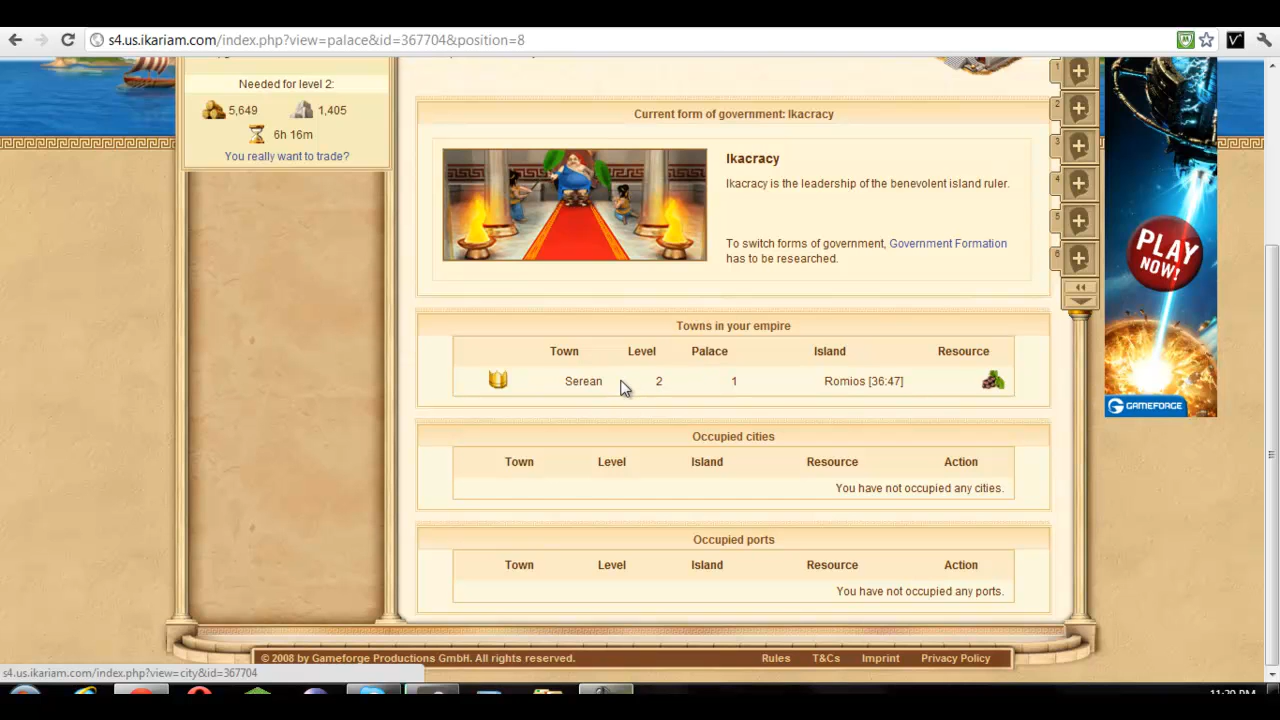 s4.us.ikariam.com/index.php?view=palace&id=367704&position=8
Needed for level 2:
5,649 1,405
6h 16m
You really want to trade?
Current form of government: Ikacracy
Ikacracy
Ikacracy is the leadership of the benevolent island ruler.
To switch forms of government, Government Formation
has to be researched.
Towns in your empire
Town Level Palace Island Resource
Serean 2 1 Romios [36:47]
Occupied cities
Town Level Island Resource Action
You have not occupied any cities.
Occupied ports
Town Level Island Resource Action
You have not occupied any ports.
1
2
3
4
5
6
PLAY
NOW!
GAMEFORGE
© 2008 by Gameforge Productions GmbH. All rights reserved. Rules T&Cs Imprint Privacy Policy
s4.us.ikariam.com/index.php?view=city&id=367704